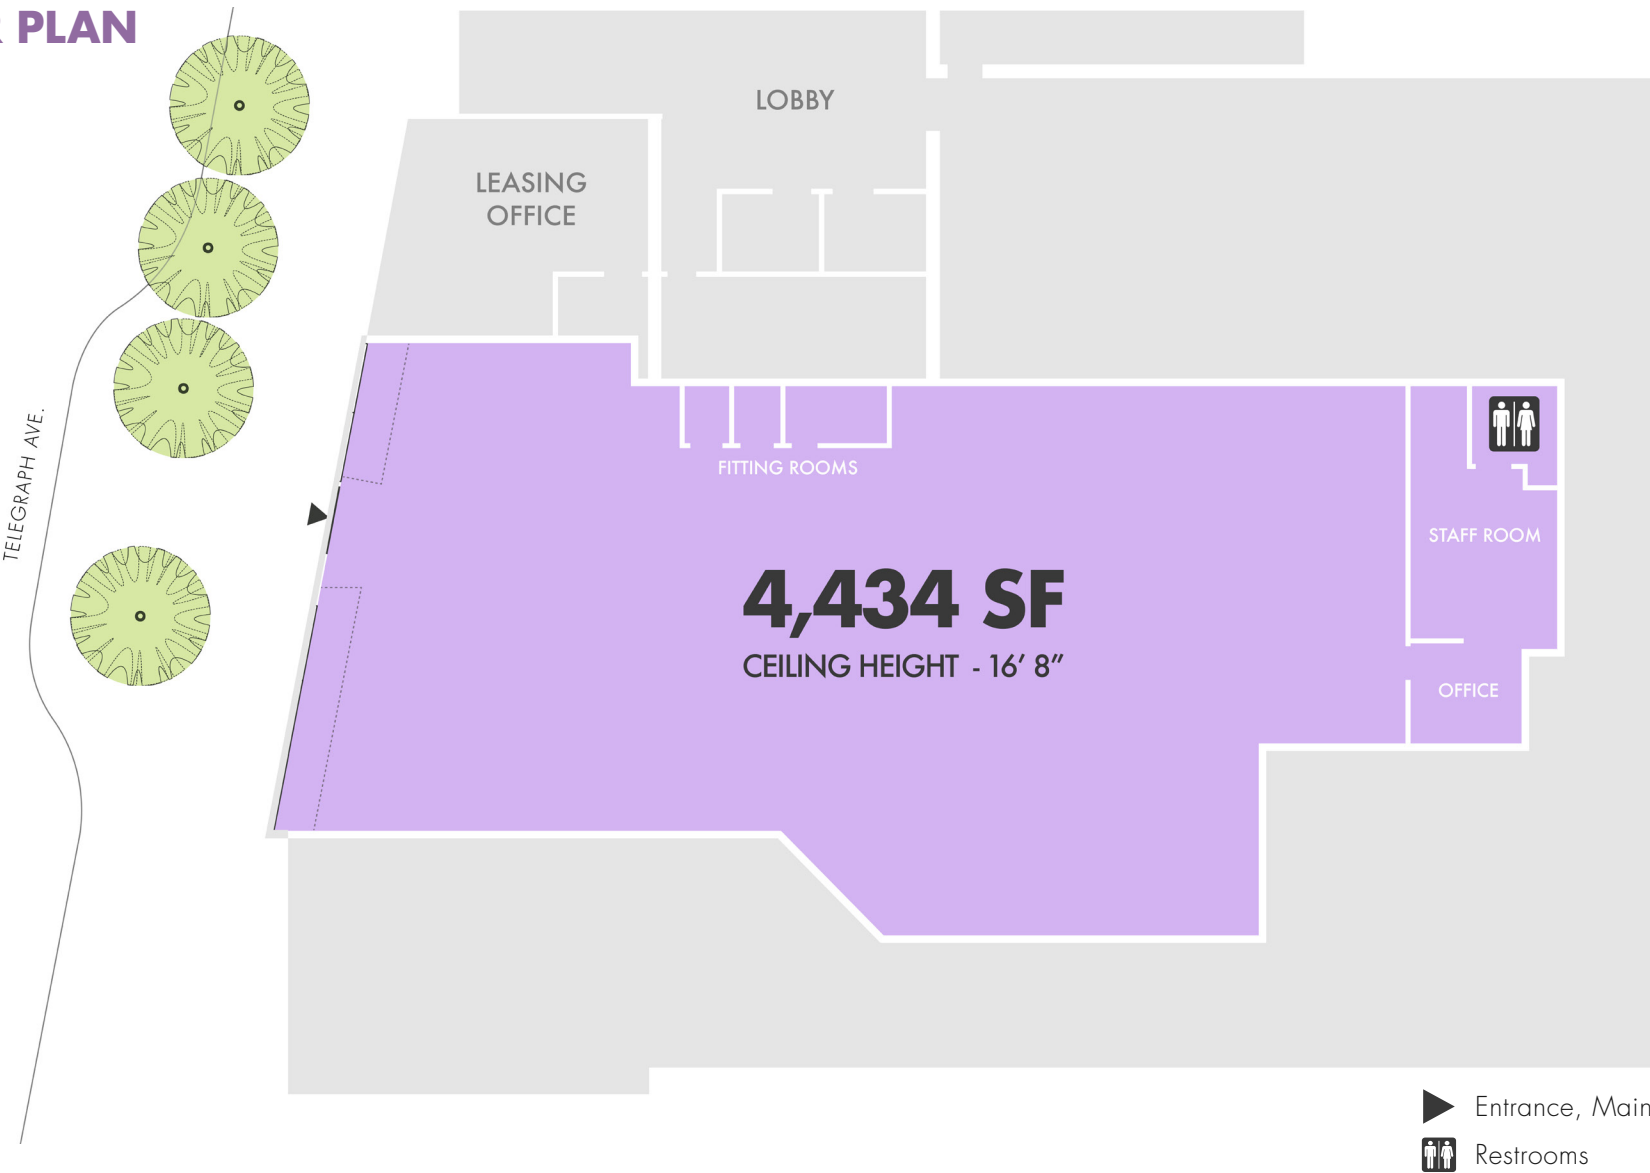 R PLAN
LOBBY
LEASING
OFFICE
TELEGRAPH AVE.
FITTING ROOMS
STAFF ROOM
4,434 SF
CEILING HEIGHT - 16’ 8”
OFFICE
Entrance, Main
Restrooms